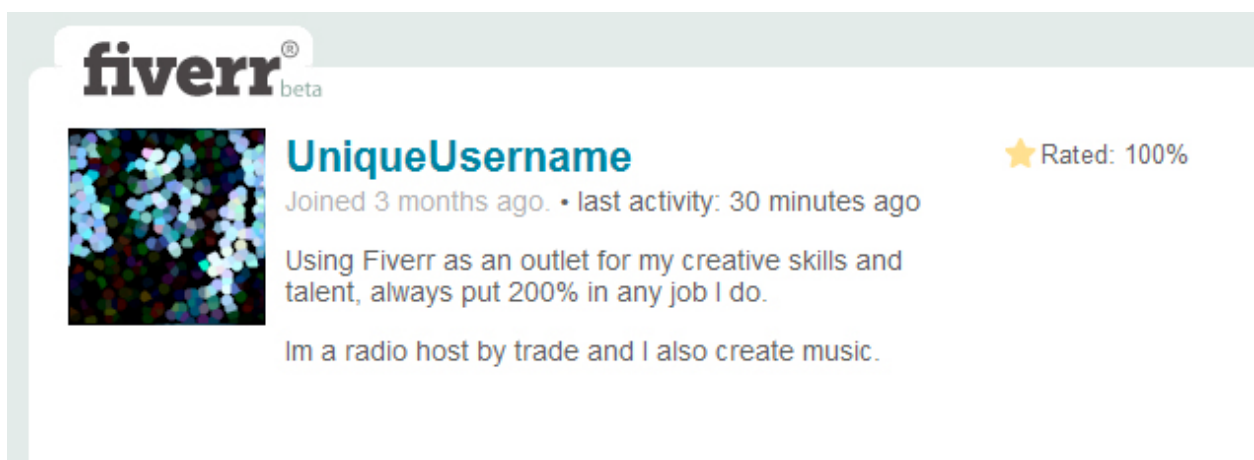 fiverr®
beta
UniqueUsername
Rated: 100%
Joined 3 months ago. • last activity: 30 minutes ago
Using Fiverr as an outlet for my creative skills and
talent, always put 200% in any job I do.
Im a radio host by trade and I also create music.